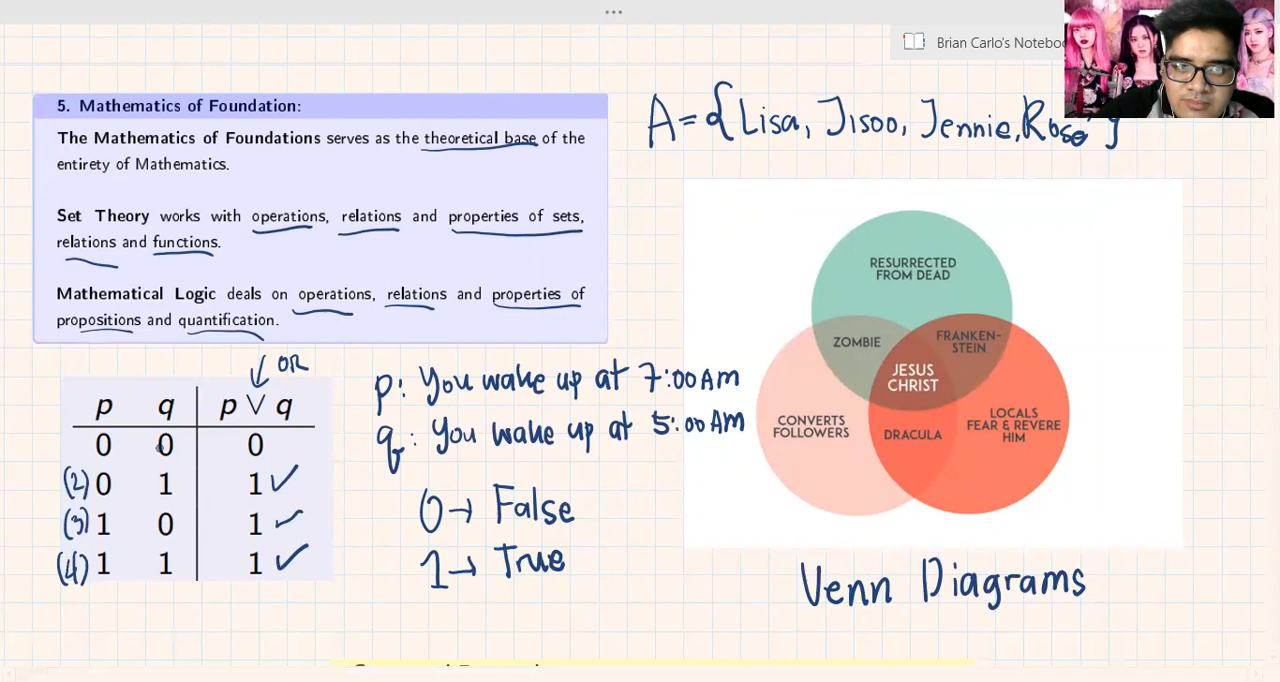 Brian Carlo's Notebo
5. Mathematics of Foundation:
The Mathematics of Foundations serves as the theoretical base of the
entirety of Mathematics.
Set Theory works with operations, relations and properties of sets,
relations and functions.
Mathematical Logic deals on operations, relations and properties of
propositions and quantification.
A = {Lisa, Jisoo, Jennie, Rosé}
OR
p q p ∨ q
0 0 0
(2) 0 1 1 ✓
(3) 1 0 1 ✓
(4) 1 1 1 ✓
p: You wake up at 7:00 AM
q: You wake up at 5:00 AM
0 → False
1 → True
RESURRECTED
FROM DEAD
ZOMBIE
FRANKEN-
STEIN
JESUS
CHRIST
CONVERTS
FOLLOWERS
DRACULA
LOCALS
FEAR & REVERE
HIM
Venn Diagrams